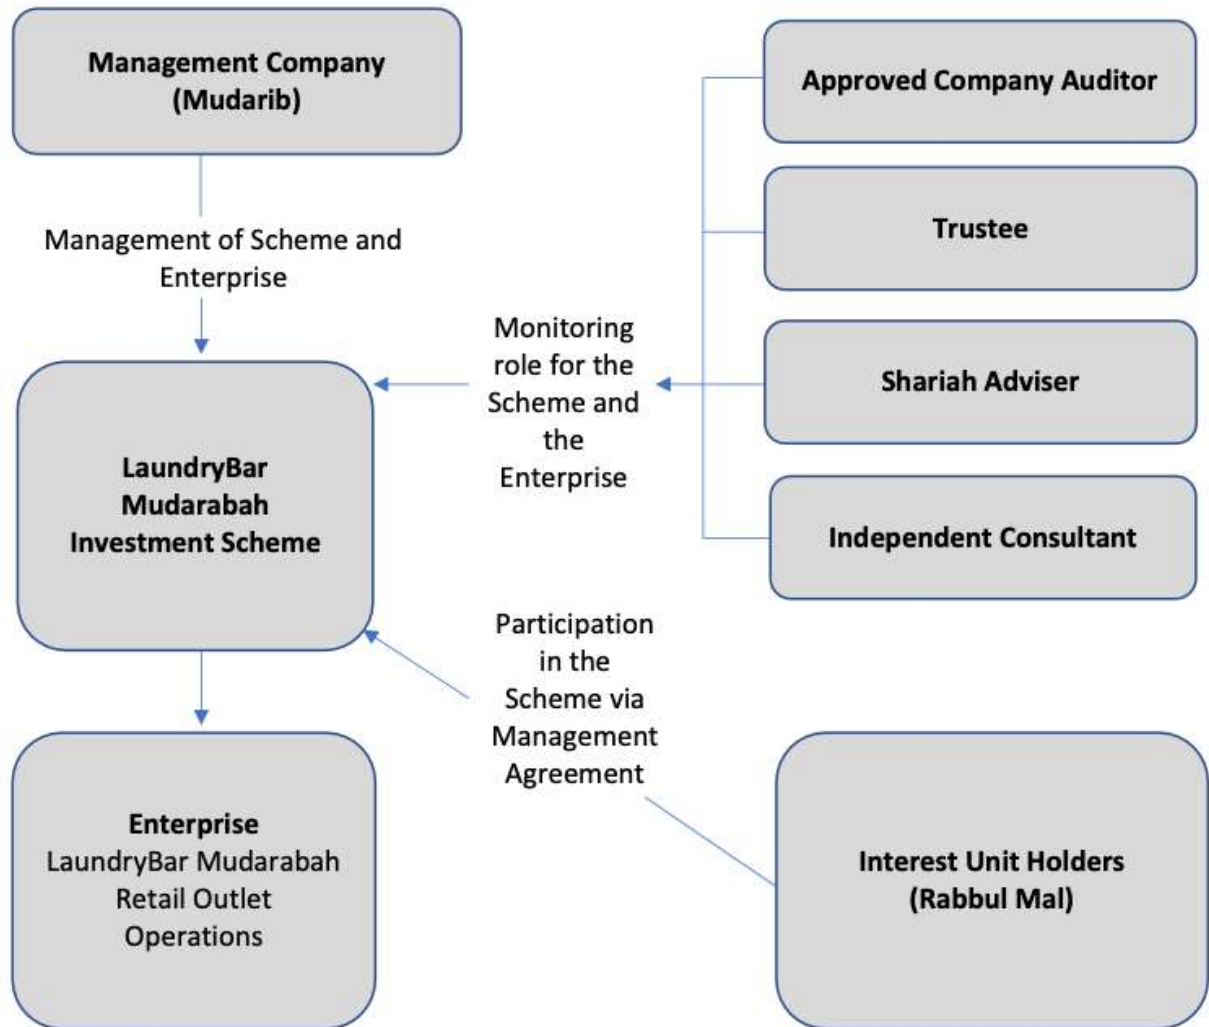 Management Company
(Mudarib)
Approved Company Auditor
Trustee
Management of Scheme and
Enterprise
Monitoring
role for the
Scheme and
the
Enterprise
Shariah Adviser
LaundryBar
Mudarabah
Investment Scheme
Independent Consultant
Participation
in the
Scheme via
Management
Agreement
Enterprise
LaundryBar Mudarabah
Retail Outlet
Operations
Interest Unit Holders
(Rabbul Mal)